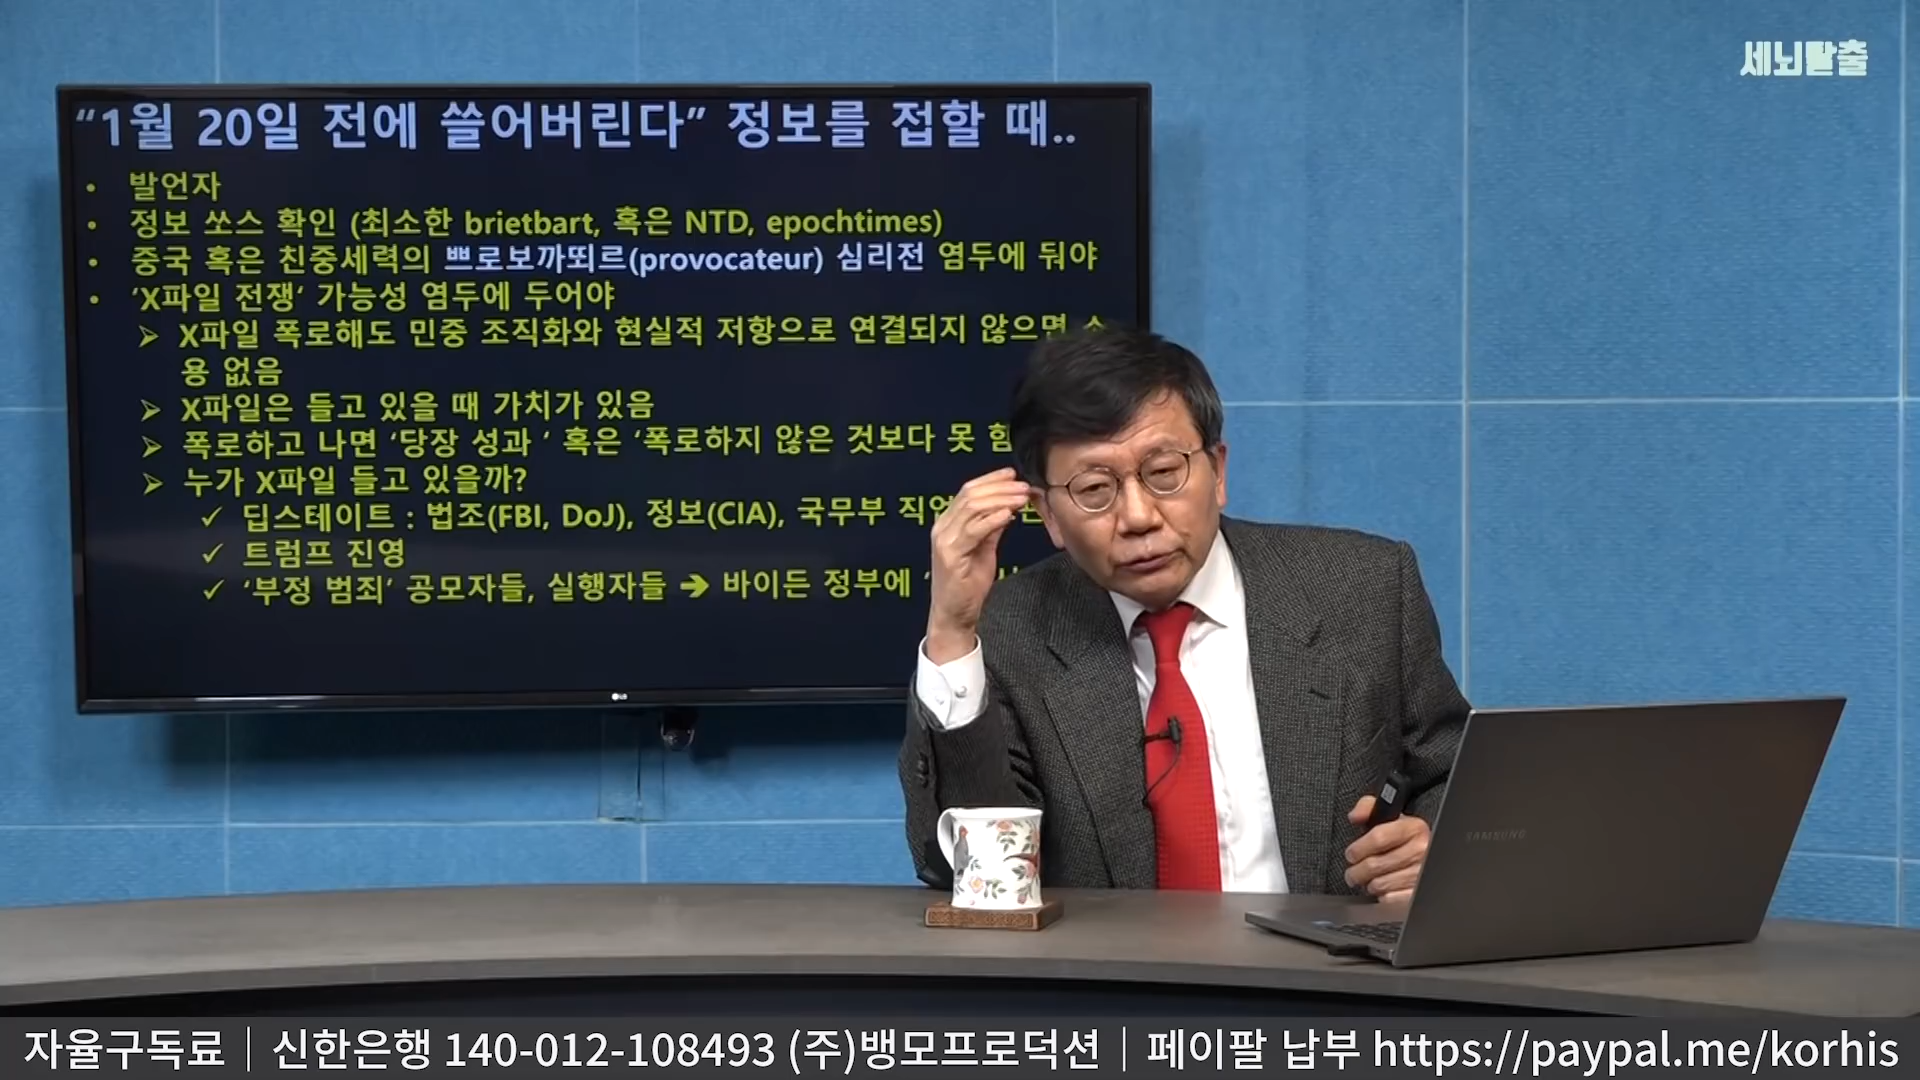 세뇌탈출
“1월 20일 전에 쓸어버린다” 정보를 접할 때..
• 발언자
• 정보 쏘스 확인 (최소한 brietbart, 혹은 NTD, epochtimes)
• 중국 혹은 친중세력의 쁘로보까뙤르(provocateur) 심리전 염두에 둬야
• ‘X파일 전쟁‘ 가능성 염두에 두어야
➢ X파일 폭로해도 민중 조직화와 현실적 저항으로 연결되지 않으면
용 없음
➢ X파일은 들고 있을 때 가치가 있음
➢ 폭로하고 나면 ‘당장 성과 ’ 혹은 ‘폭로하지 않은 것보다 못
➢ 누가 X파일 들고 있을까?
✓ 딥스테이트 : 법조(FBI, DoJ), 정보(CIA), 국무부
✓ 트럼프 진영
✓ ‘부정 범죄’ 공모자들, 실행자들 ➔ 바이든 정부에
LG
SAMSUNG
자율구독료│신한은행 140-012-108493 (주)뱅모프로덕션│페이팔 납부 https://paypal.me/korhis